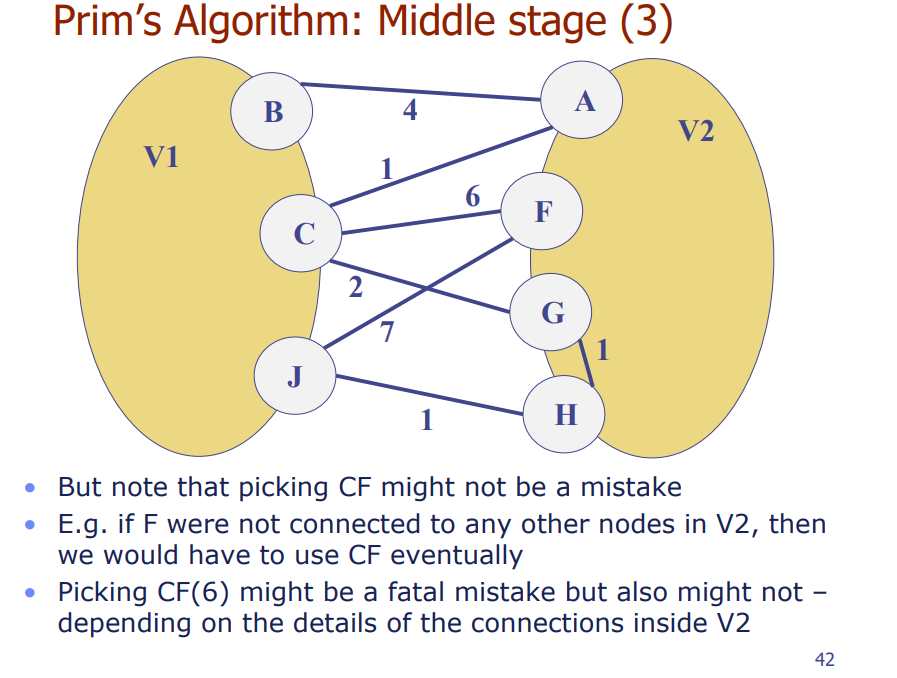 Prim's Algorithm: Middle stage (3)
B
A
4
V2
V1
1
6
F
C
2
G
7
1
J
H
1
• But note that picking CF might not be a mistake
• E.g. if F were not connected to any other nodes in V2, then
we would have to use CF eventually
• Picking CF(6) might be a fatal mistake but also might not –
depending on the details of the connections inside V2
42